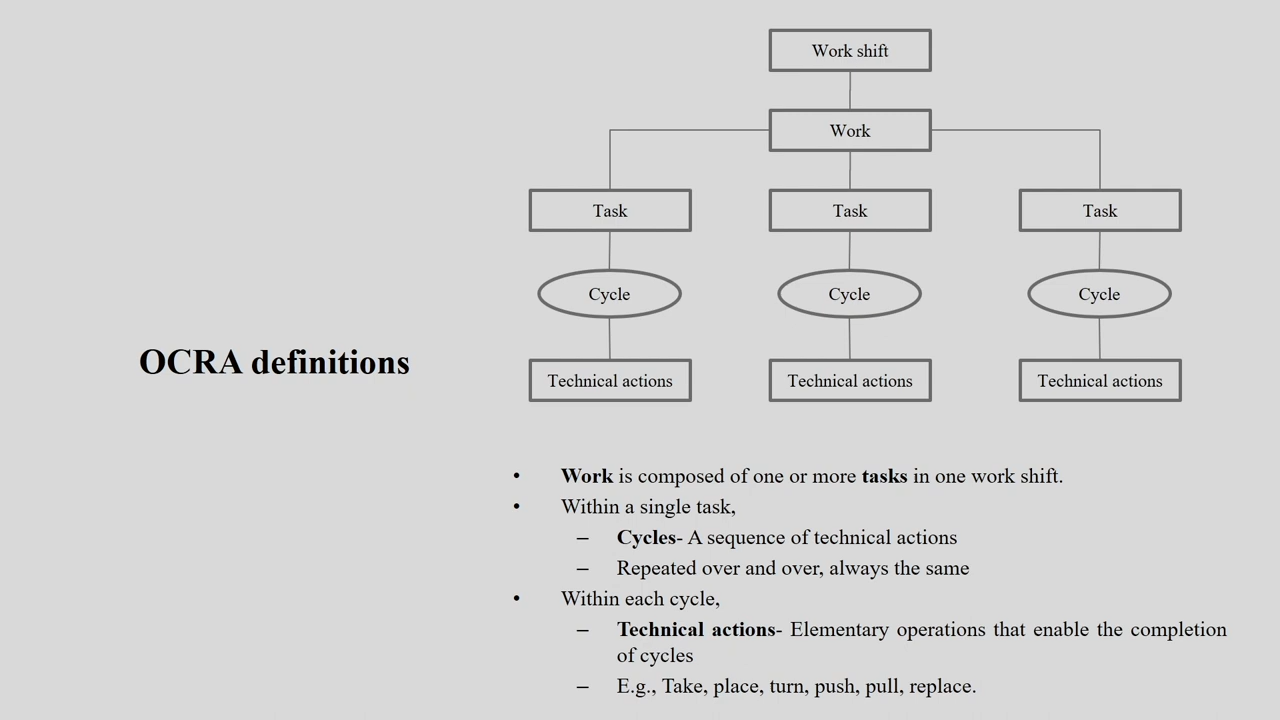 Work shift
Work
Task
Task
Task
Cycle
Cycle
Cycle
OCRA definitions
Technical actions
Technical actions
Technical actions
• Work is composed of one or more tasks in one work shift.
• Within a single task,
– Cycles- A sequence of technical actions
– Repeated over and over, always the same
• Within each cycle,
– Technical actions- Elementary operations that enable the completion
of cycles
– E.g., Take, place, turn, push, pull, replace.